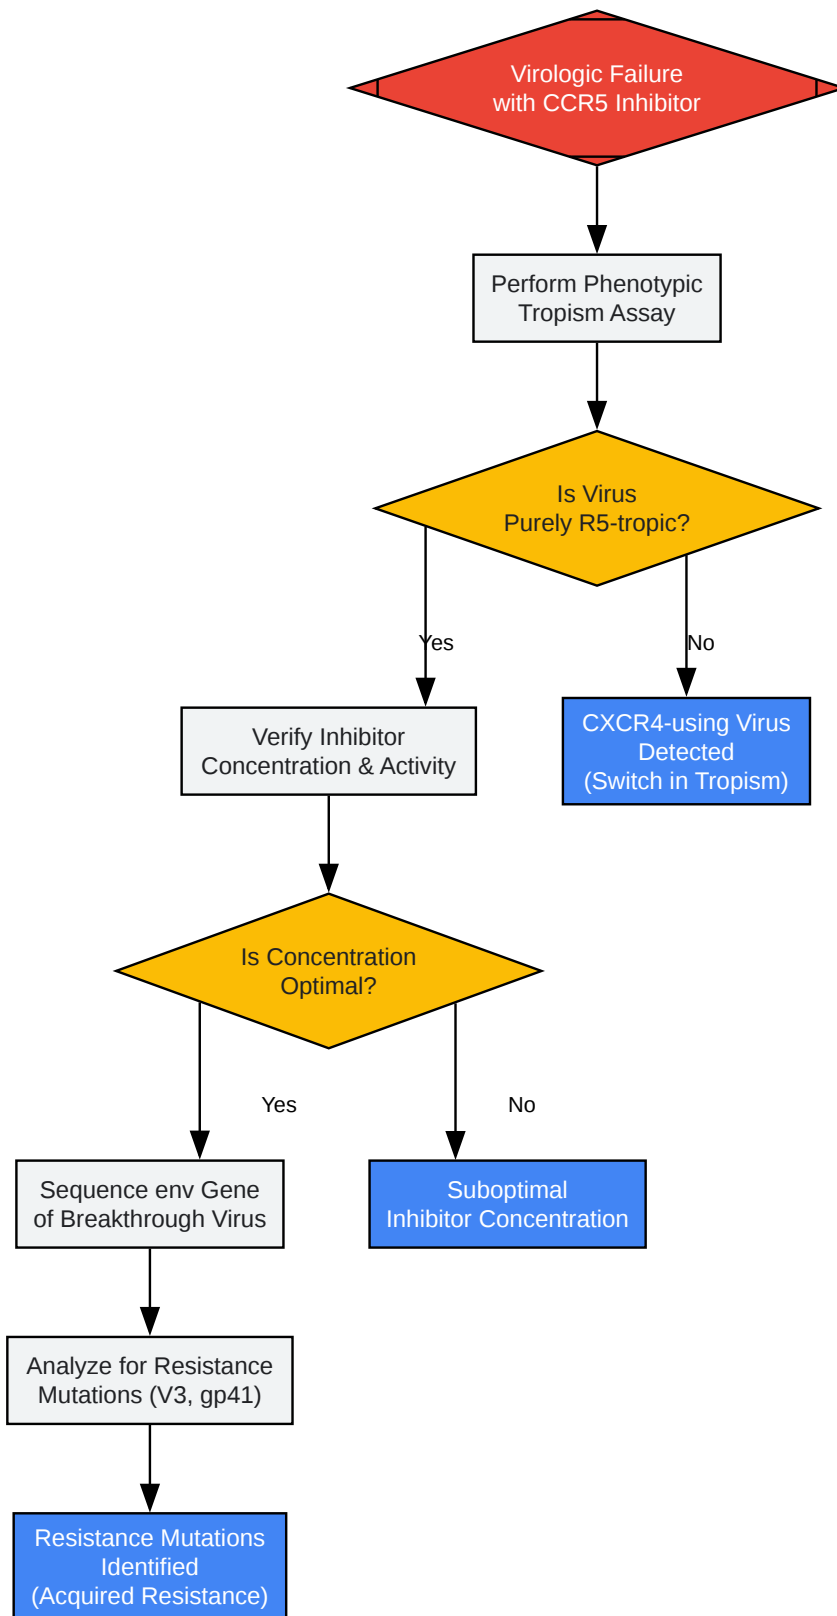 Virologic Failure
with CCR5 Inhibitor
Perform Phenotypic
Tropism Assay
Is Virus
Purely R5-tropic?
Yes
No
Verify Inhibitor
Concentration & Activity
CXCR4-using Virus
Detected
(Switch in Tropism)
Is Concentration
Optimal?
Yes
No
Sequence env Gene
of Breakthrough Virus
Suboptimal
Inhibitor Concentration
Analyze for Resistance
Mutations (V3, gp41)
Resistance Mutations
Identified
(Acquired Resistance)